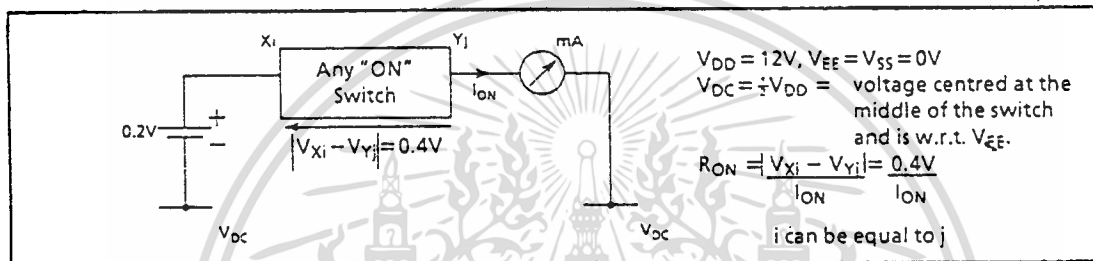 Xi
Yj
mA
Any "ON"
Switch
ION
0.2V
+
−
|VXi − VYj| = 0.4V
VDC
VDC
VDD = 12V, VEE = VSS = 0V
VDC = ½VDD = voltage centred at the
middle of the switch
and is w.r.t. VEE.
RON = |VXi − VYj| = 0.4V
ION ION
i can be equal to j